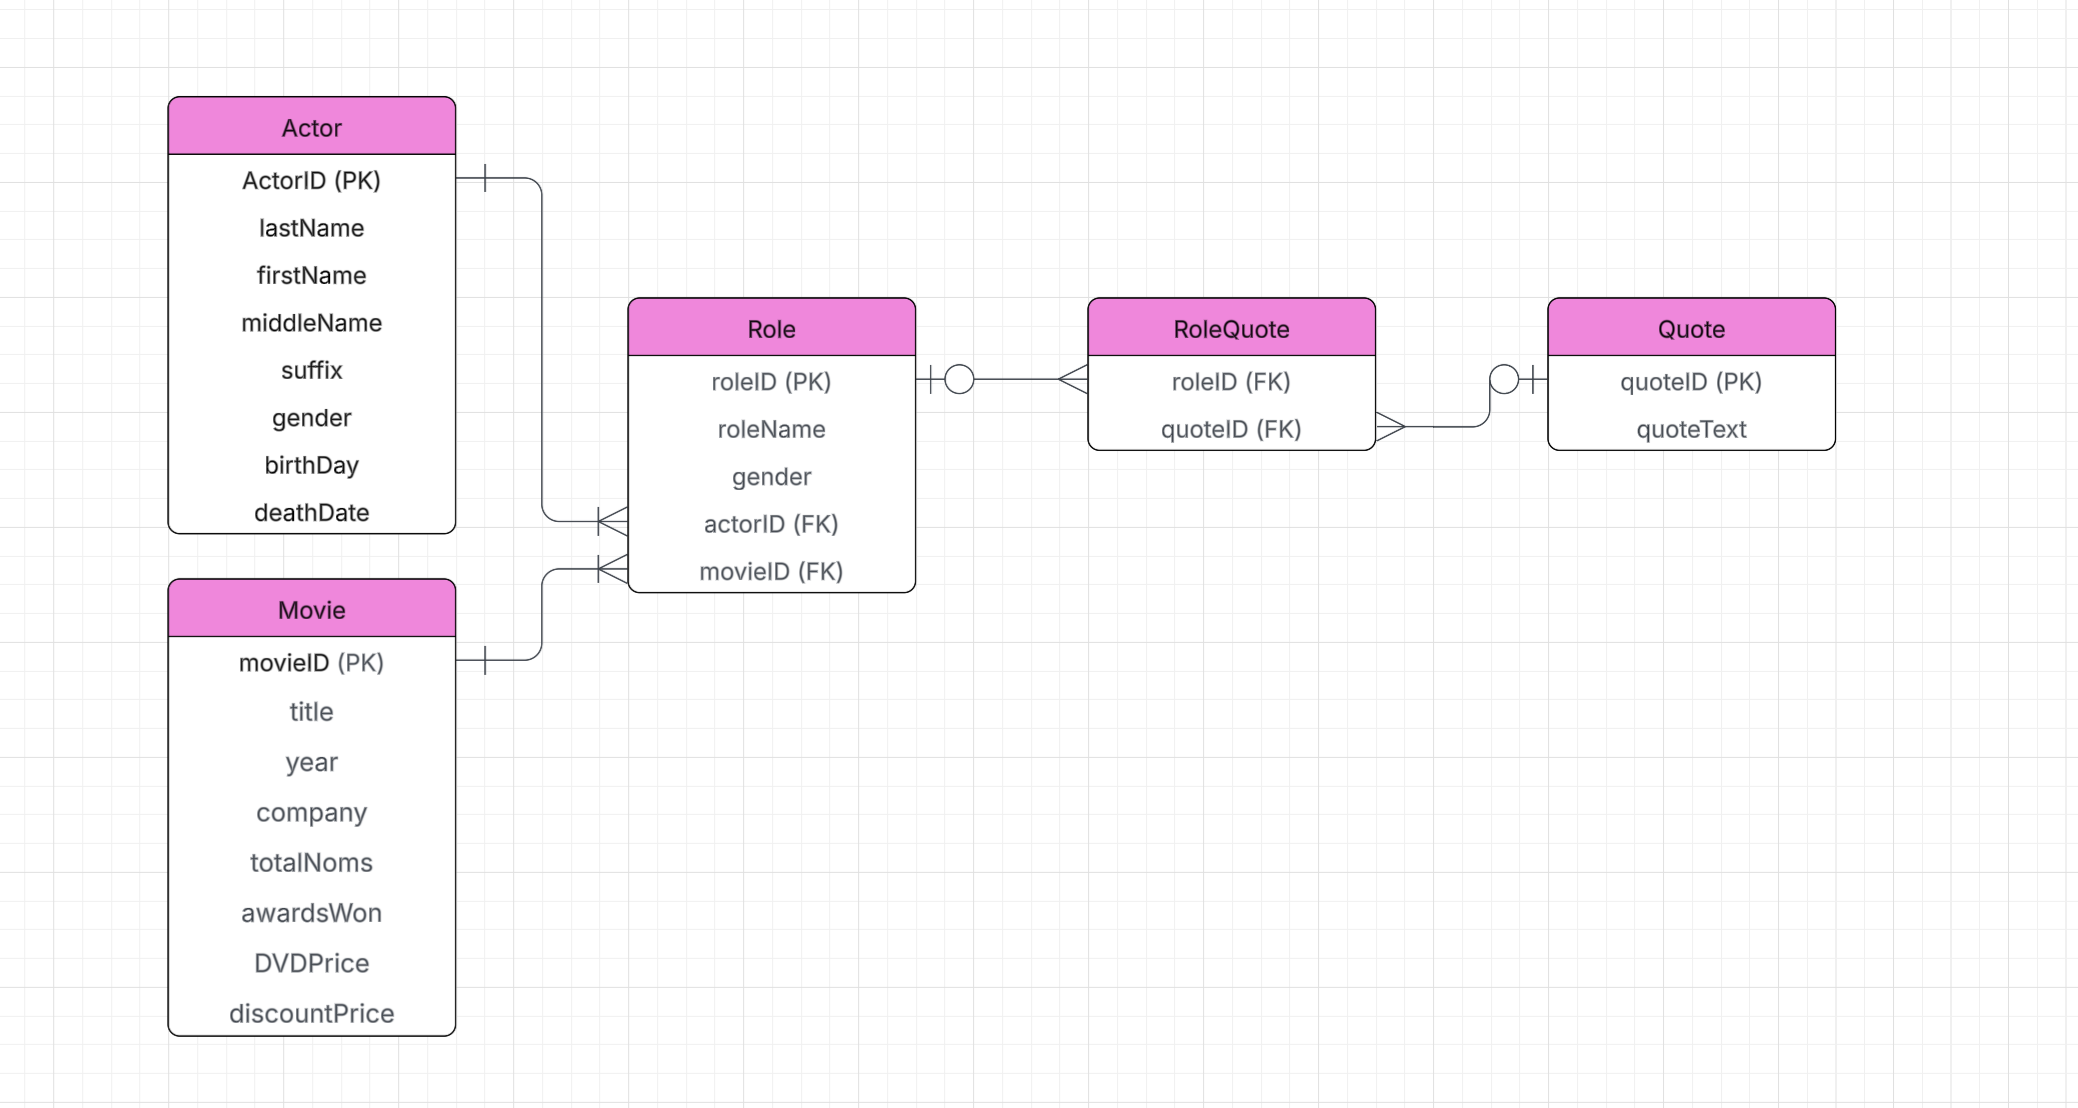 Actor
ActorID (PK)
lastName
firstName
middleName
suffix
gender
birthDay
deathDate
Movie
movieID (PK)
title
year
company
totalNoms
awardsWon
DVDPrice
discountPrice
Role
roleID (PK)
roleName
gender
actorID (FK)
movieID (FK)
RoleQuote
roleID (FK)
quoteID (FK)
Quote
quoteID (PK)
quoteText